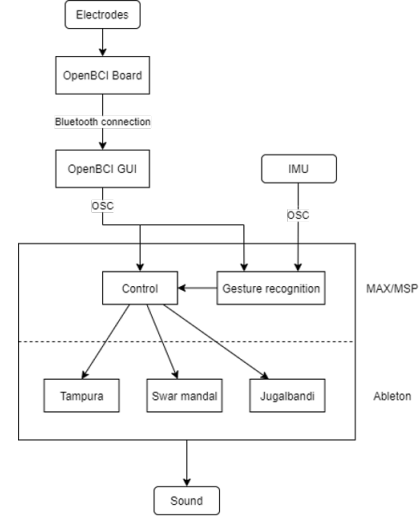 Electrodes
OpenBCI Board
Bluetooth connection
OpenBCI GUI
IMU
OSC
OSC
Control
Gesture recognition
MAX/MSP
Tampura
Swar mandal
Jugalbandi
Ableton
Sound